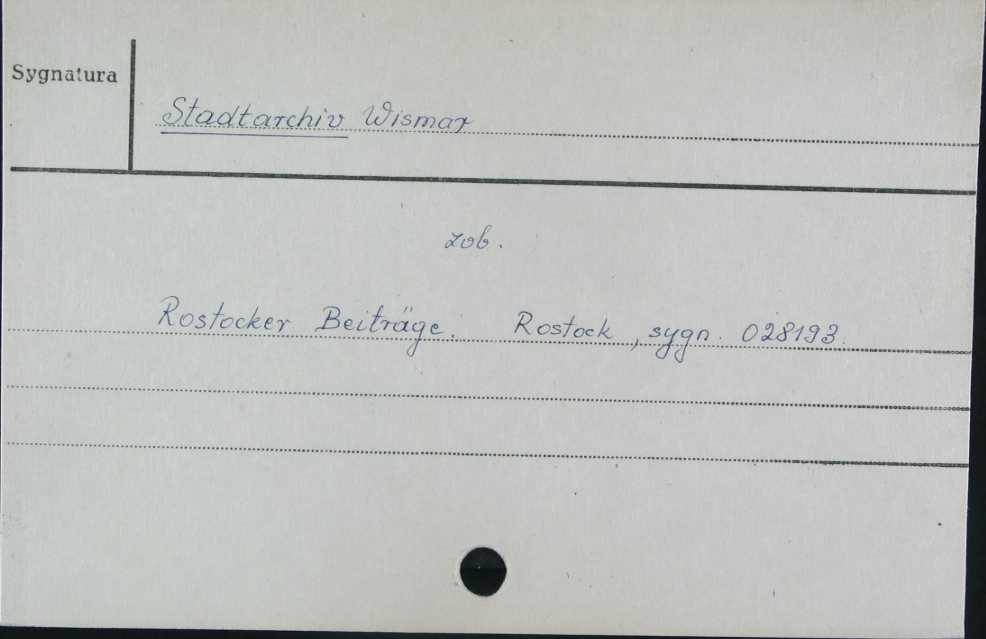 Sygnatura
Stadtarchiv Wismar
zob.
Rostocker Beiträge. Rostock, sygn. 028193.